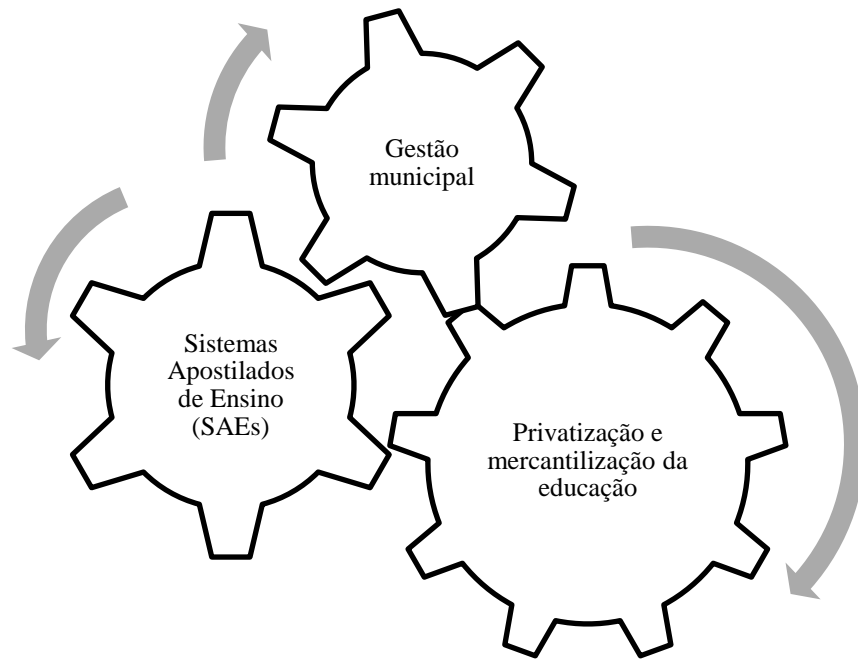 Gestão
municipal
Sistemas
Apostilados
de Ensino
(SAEs)
Privatização e
mercantilização da
educação